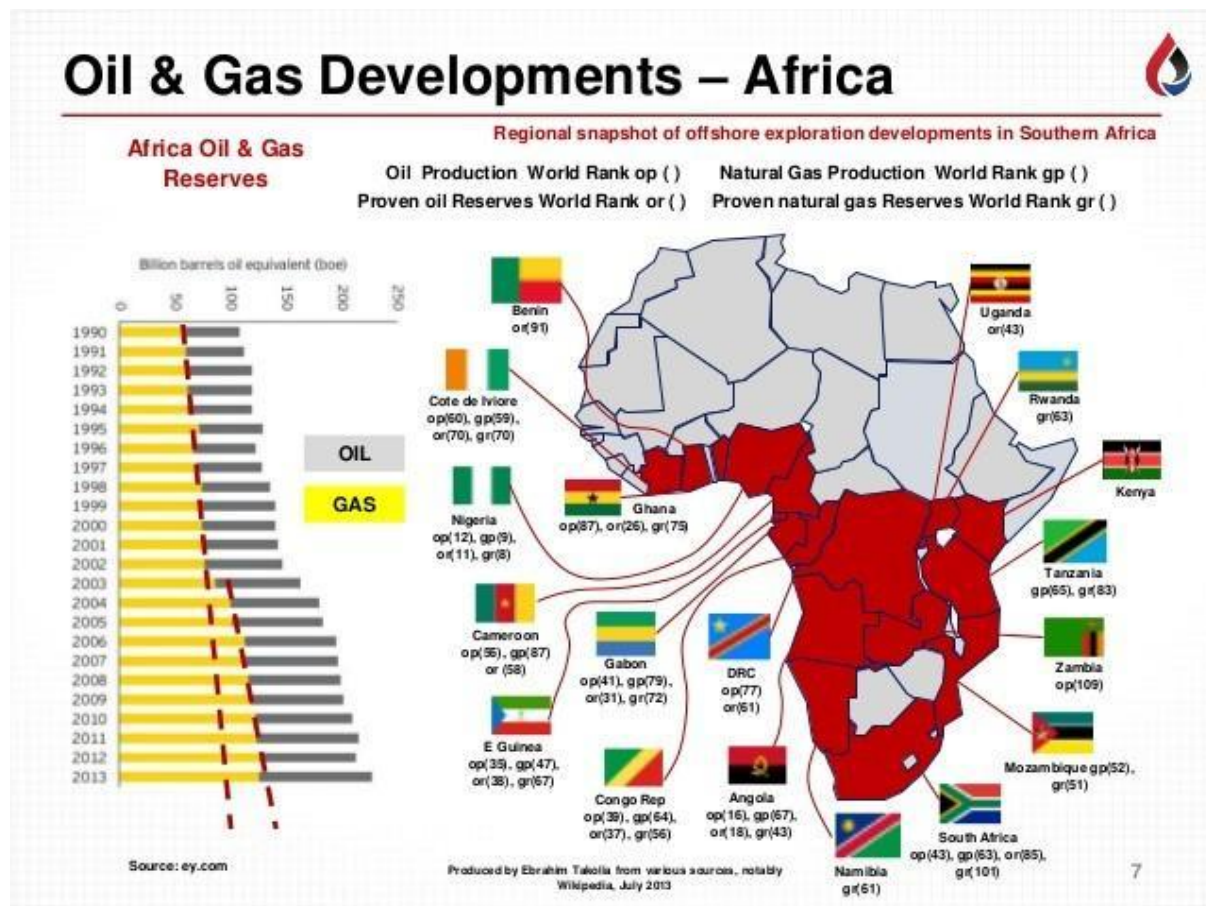 Oil & Gas Developments – Africa
Regional snapshot of offshore exploration developments in Southern Africa
Africa Oil & Gas
Reserves
Oil Production World Rank op ( )
Natural Gas Production World Rank gp ( )
Proven oil Reserves World Rank or ( )
Proven natural gas Reserves World Rank gr ( )
Billion barrels oil equivalent (boe)
0
50
100
150
200
250
1990
1991
1992
1993
1994
1995
1996
1997
1998
1999
2000
2001
2002
2003
2004
2005
2006
2007
2008
2009
2010
2011
2012
2013
OIL
GAS
Source: ey.com
Benin
or(91)
Cote de Iviore
op(60), gp(59),
or(70), gr(70)
Nigeria
op(12), gp(9),
or(11), gr(8)
Ghana
op(87), or(26), gr(75)
Cameroon
op(56), gp(87)
or (58)
Gabon
op(41), gp(79),
or(31), gr(72)
E Guinea
op(35), gp(47),
or(38), gr(67)
Congo Rep
op(39), gp(64),
or(37), gr(56)
DRC
op(77)
or(61)
Angola
op(16), gp(67),
or(18), gr(43)
Uganda
or(43)
Rwanda
gr(63)
Kenya
Tanzania
gp(65), gr(83)
Zambia
op(109)
Mozambique gp(52),
gr(51)
South Africa
op(43), gp(63), or(85),
gr(101)
Namibia
gr(61)
Produced by Ebrahim Takolia from various sources, notably
Wikipedia, July 2013
7